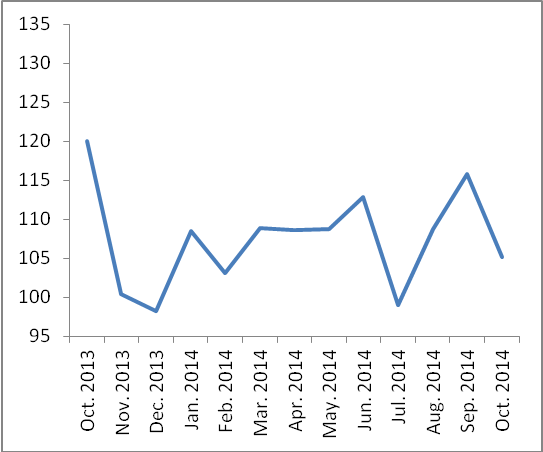 135
130
125
120
115
110
105
100
95
Oct. 2013
Nov. 2013
Dec. 2013
Jan. 2014
Feb. 2014
Mar. 2014
Apr. 2014
May. 2014
Jun. 2014
Jul. 2014
Aug. 2014
Sep. 2014
Oct. 2014